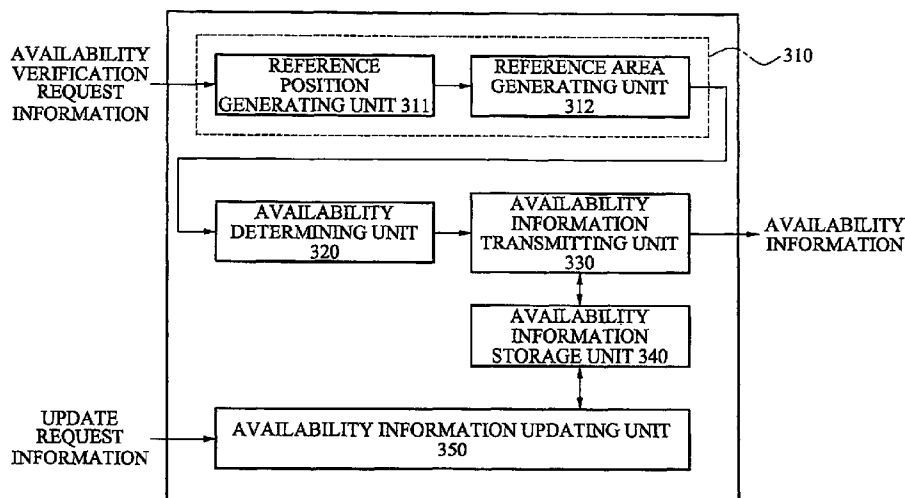 AVAILABILITY
VERIFICATION
REQUEST
INFORMATION
REFERENCE
POSITION
GENERATING UNIT 311
REFERENCE AREA
GENERATING UNIT
312
310
AVAILABILITY
DETERMINING UNIT
320
AVAILABILITY
INFORMATION
TRANSMITTING UNIT
330
AVAILABILITY
INFORMATION
AVAILABILITY
INFORMATION
STORAGE UNIT 340
UPDATE
REQUEST
INFORMATION
AVAILABILITY INFORMATION UPDATING UNIT
350